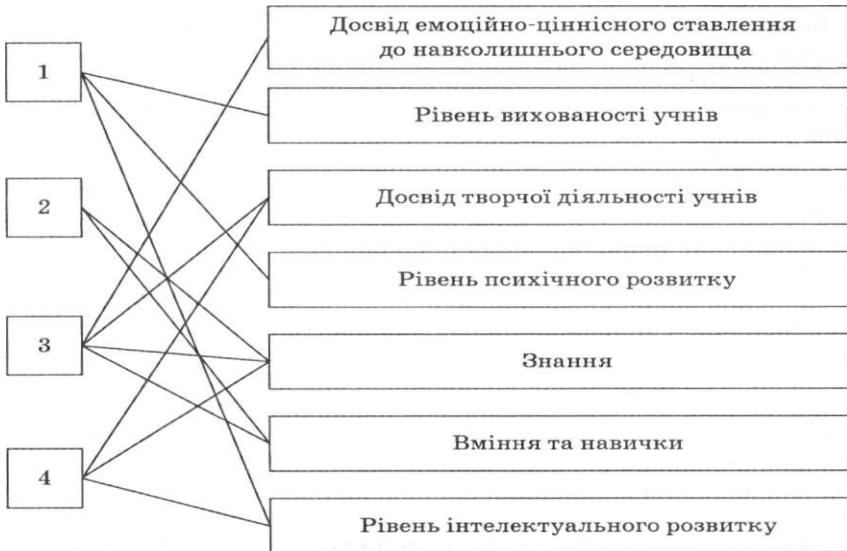 Досвід емоційно-ціннісного ставлення
до навколишнього середовища
1
Рівень вихованості учнів
2
Досвід творчої діяльності учнів
Рівень психічного розвитку
3
Знання
Вміння та навички
4
Рівень інтелектуального розвитку